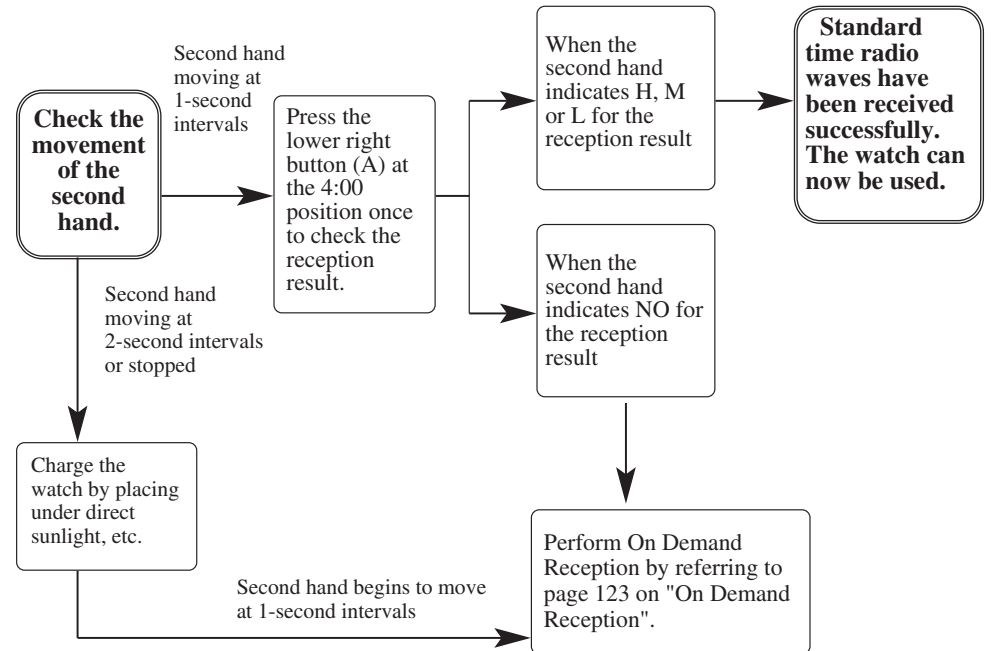 Check the
movement
of the
second
hand.
Second hand
moving at
1-second
intervals
Press the
lower right
button (A) at
the 4:00
position once
to check the
reception
result.
When the
second hand
indicates H, M
or L for the
reception result
Standard
time radio
waves have
been received
successfully.
The watch can
now be used.
When the
second hand
indicates NO for
the reception
result
Second hand
moving at
2-second intervals
or stopped
Charge the
watch by placing
under direct
sunlight, etc.
Second hand begins to move
at 1-second intervals
Perform On Demand
Reception by referring to
page 123 on "On Demand
Reception".